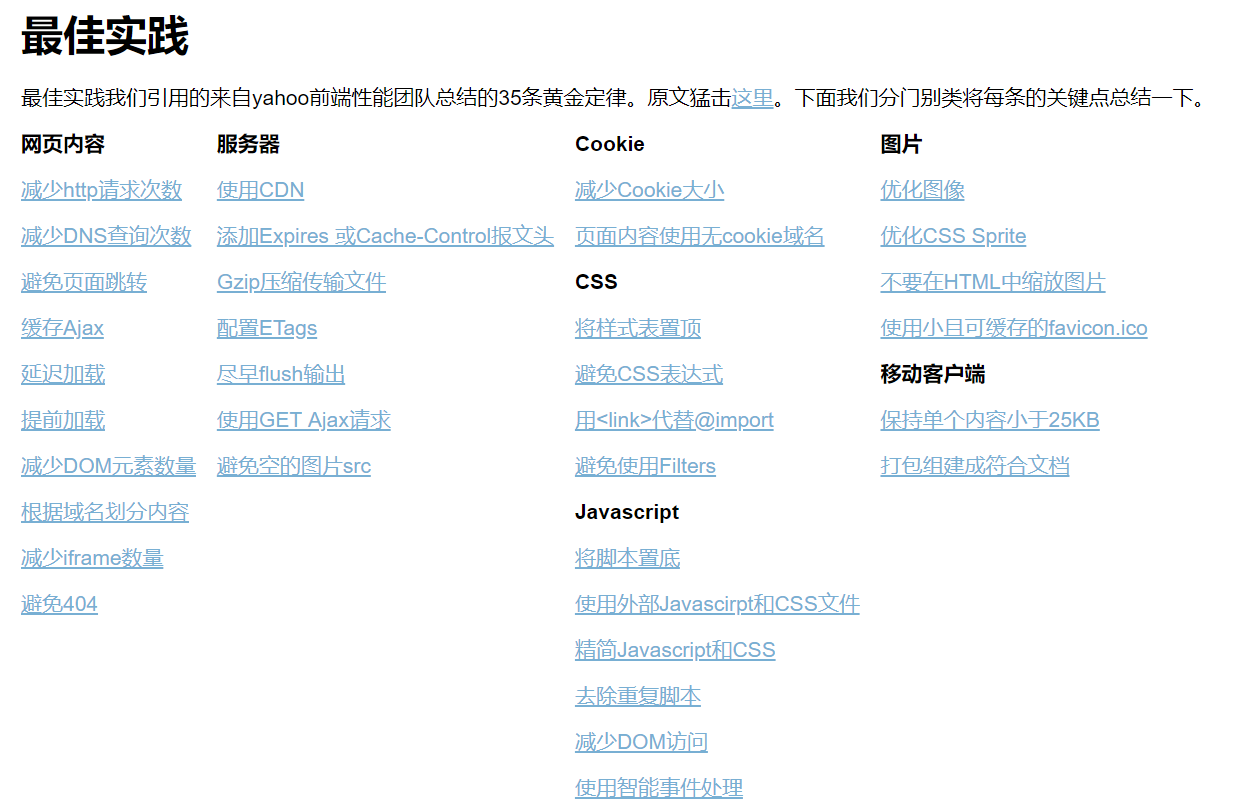 最佳实践
最佳实践我们引用的来自yahoo前端性能团队总结的35条黄金定律。原文猛击这里。下面我们分门别类将每条的关键点总结一下。
网页内容
减少http请求次数
减少DNS查询次数
避免页面跳转
缓存Ajax
延迟加载
提前加载
减少DOM元素数量
根据域名划分内容
减少iframe数量
避免404
服务器
使用CDN
添加Expires 或Cache-Control报文头
Gzip压缩传输文件
配置ETags
尽早flush输出
使用GET Ajax请求
避免空的图片src
Cookie
减少Cookie大小
页面内容使用无cookie域名
CSS
将样式表置顶
避免CSS表达式
用<link>代替@import
避免使用Filters
Javascript
将脚本置底
使用外部Javascirpt和CSS文件
精简Javascript和CSS
去除重复脚本
减少DOM访问
使用智能事件处理
图片
优化图像
优化CSS Sprite
不要在HTML中缩放图片
使用小且可缓存的favicon.ico
移动客户端
保持单个内容小于25KB
打包组建成符合文档